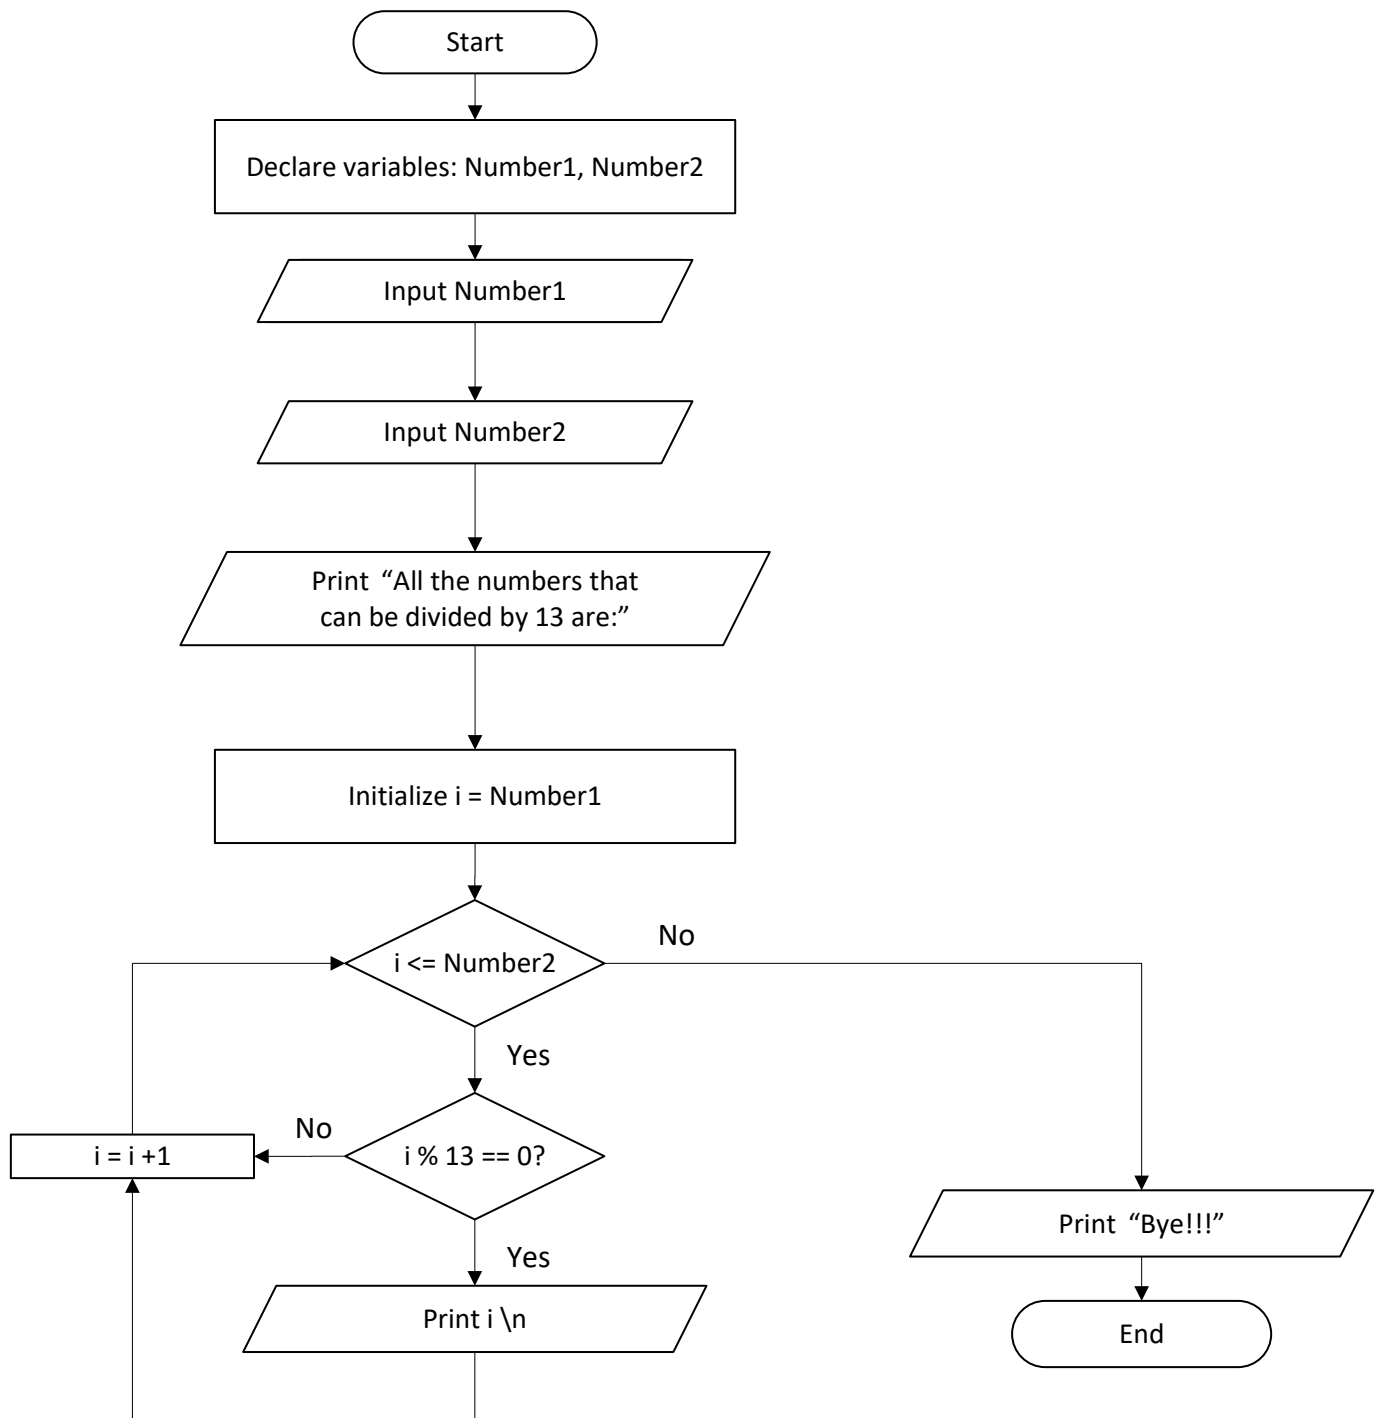 Start
Declare variables: Number1, Number2
Input Number1
Input Number2
Print  “All the numbers that
can be divided by 13 are:”
Initialize i = Number1
i <= Number2
No
Yes
i % 13 == 0?
No
i = i +1
Yes
Print i \n
Print  “Bye!!!”
End